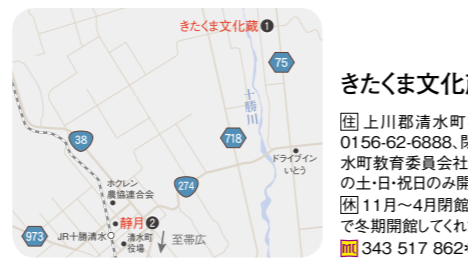 きたくま文化蔵❶
75
十勝川
38
718
ドライブイン
いとう
ホクレン
農協連合会
274
静月❷
973
JR十勝清水
清水町
役場
至帯広
きたくま文化
住 上川郡清水町
0156-62-6888、
水町教育委員会社
の土・日・祝日のみ開
休 11月〜4月閉館
で冬期開館してくれ
MC 343 517 862*